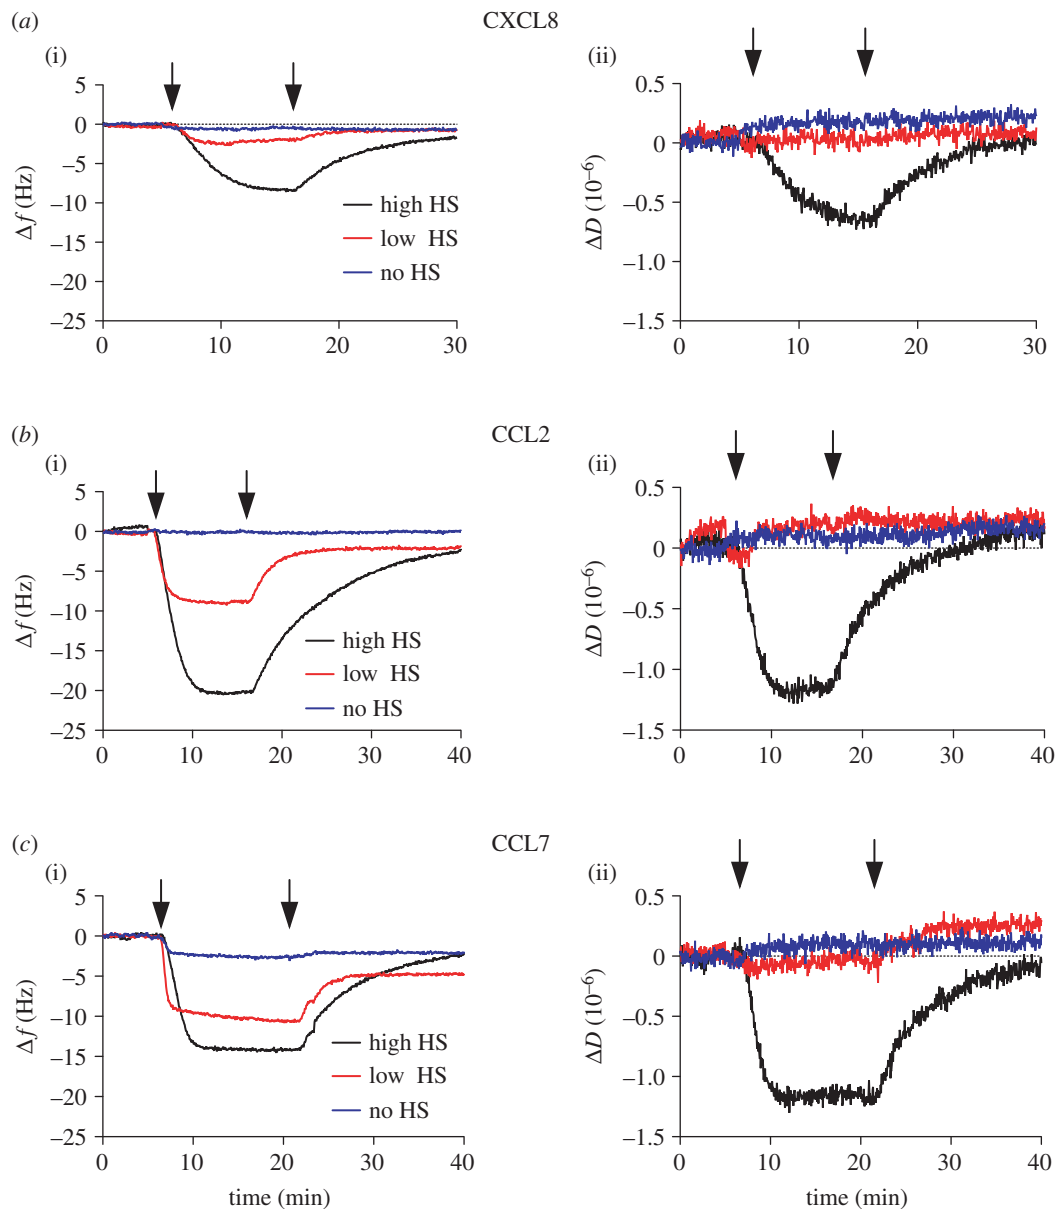 (a) CXCL8
(i)
5
0
–5
–10
–15
–20
–25
Δf (Hz)
high HS
low HS
no HS
0 10 20 30
(ii)
0.5
0
–0.5
–1.0
–1.5
ΔD (10–6)
0 10 20 30
(b) CCL2
(i)
5
0
–5
–10
–15
–20
–25
Δf (Hz)
high HS
low HS
no HS
0 10 20 30 40
(ii)
0.5
0
–0.5
–1.0
–1.5
ΔD (10–6)
0 10 20 30 40
(c) CCL7
(i)
5
0
–5
–10
–15
–20
–25
Δf (Hz)
high HS
low HS
no HS
0 10 20 30 40
time (min)
(ii)
0.5
0
–0.5
–1.0
–1.5
ΔD (10–6)
0 10 20 30 40
time (min)